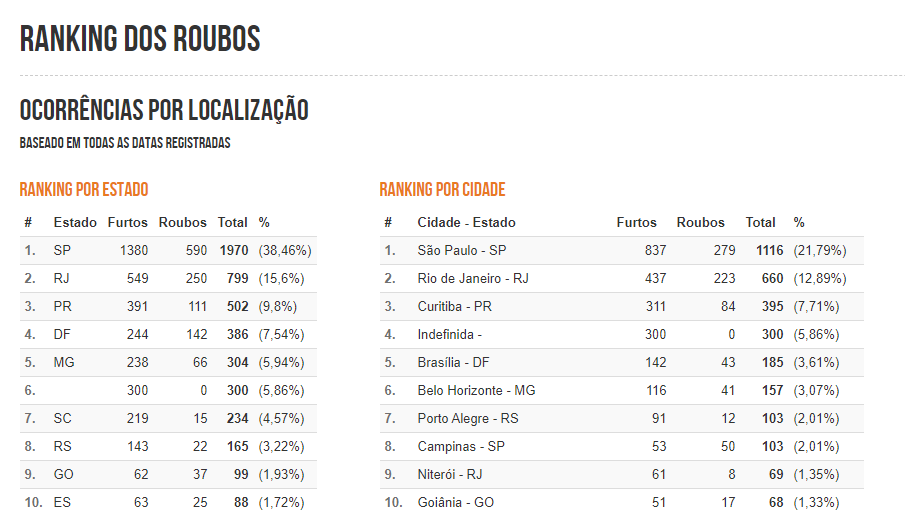 RANKING DOS ROUBOS
OCORRÊNCIAS POR LOCALIZAÇÃO
BASEADO EM TODAS AS DATAS REGISTRADAS
RANKING POR ESTADO
# Estado Furtos Roubos Total %
1. SP 1380 590 1970 (38,46%)
2. RJ 549 250 799 (15,6%)
3. PR 391 111 502 (9,8%)
4. DF 244 142 386 (7,54%)
5. MG 238 66 304 (5,94%)
6. 300 0 300 (5,86%)
7. SC 219 15 234 (4,57%)
8. RS 143 22 165 (3,22%)
9. GO 62 37 99 (1,93%)
10. ES 63 25 88 (1,72%)
RANKING POR CIDADE
# Cidade - Estado Furtos Roubos Total %
1. São Paulo - SP 837 279 1116 (21,79%)
2. Rio de Janeiro - RJ 437 223 660 (12,89%)
3. Curitiba - PR 311 84 395 (7,71%)
4. Indefinida - 300 0 300 (5,86%)
5. Brasília - DF 142 43 185 (3,61%)
6. Belo Horizonte - MG 116 41 157 (3,07%)
7. Porto Alegre - RS 91 12 103 (2,01%)
8. Campinas - SP 53 50 103 (2,01%)
9. Niterói - RJ 61 8 69 (1,35%)
10. Goiânia - GO 51 17 68 (1,33%)